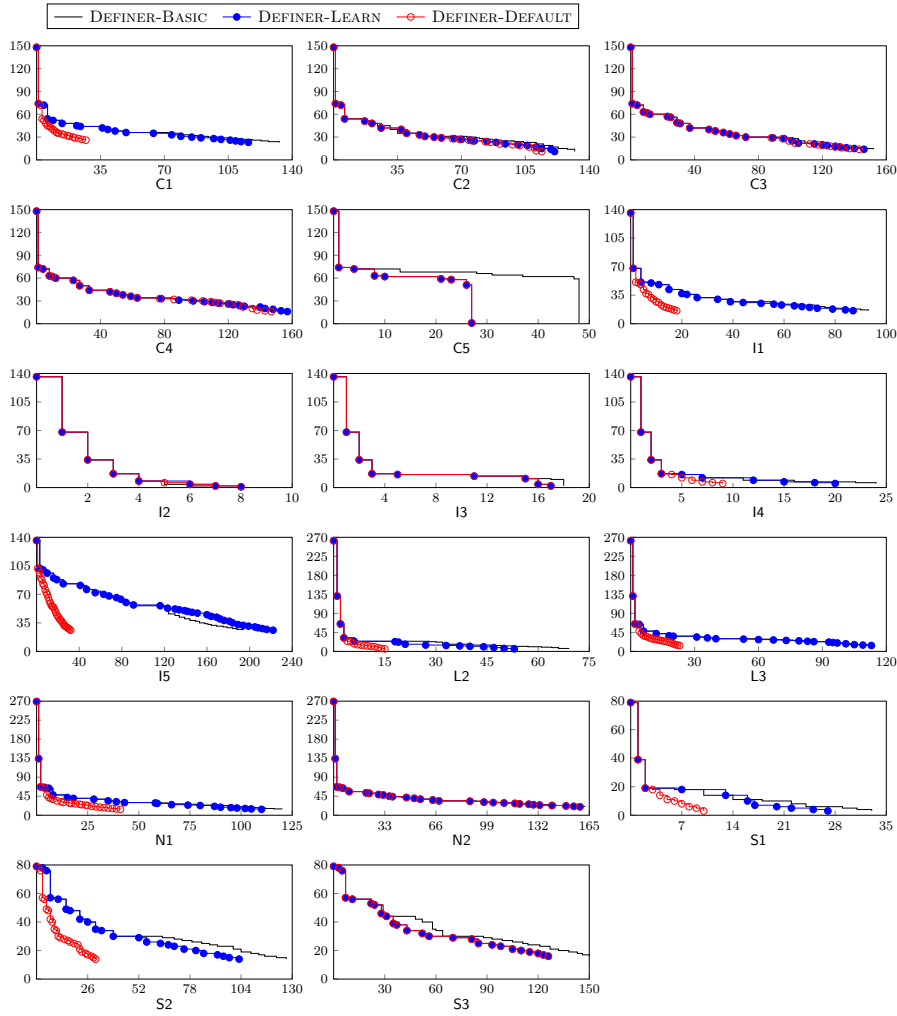 DEFINER-BASIC DEFINER-LEARN DEFINER-DEFAULT
150 150 150
120 120 120
90 90 90
60 60 60
30 30 30
0 0 0
35 70 105 140 35 70 105 140 40 80 120 160
C1 C2 C3
150 150 140
120 120 105
90 90 70
60 60 35
30 30 0
0 0
40 80 120 160 10 20 30 40 50 20 40 60 80 100
C4 C5 I1
140 140 140
105 105 105
70 70 70
35 35 35
0 0 0
2 4 6 8 10 4 8 12 16 20 5 10 15 20 25
I2 I3 I4
140 270 270
105 225 225
70 180 180
35 135 135
0 90 90
45 45
0 0
40 80 120 160 200 240 15 30 45 60 75 30 60 90 120
I5 L2 L3
270 270 80
225 225 60
180 180 40
135 135 20
90 90 0
45 45
0 0
25 50 75 100 125 33 66 99 132 165 7 14 21 28 35
N1 N2 S1
80 80
60 60
40 40
20 20
0 0
26 52 78 104 130 30 60 90 120 150
S2 S3